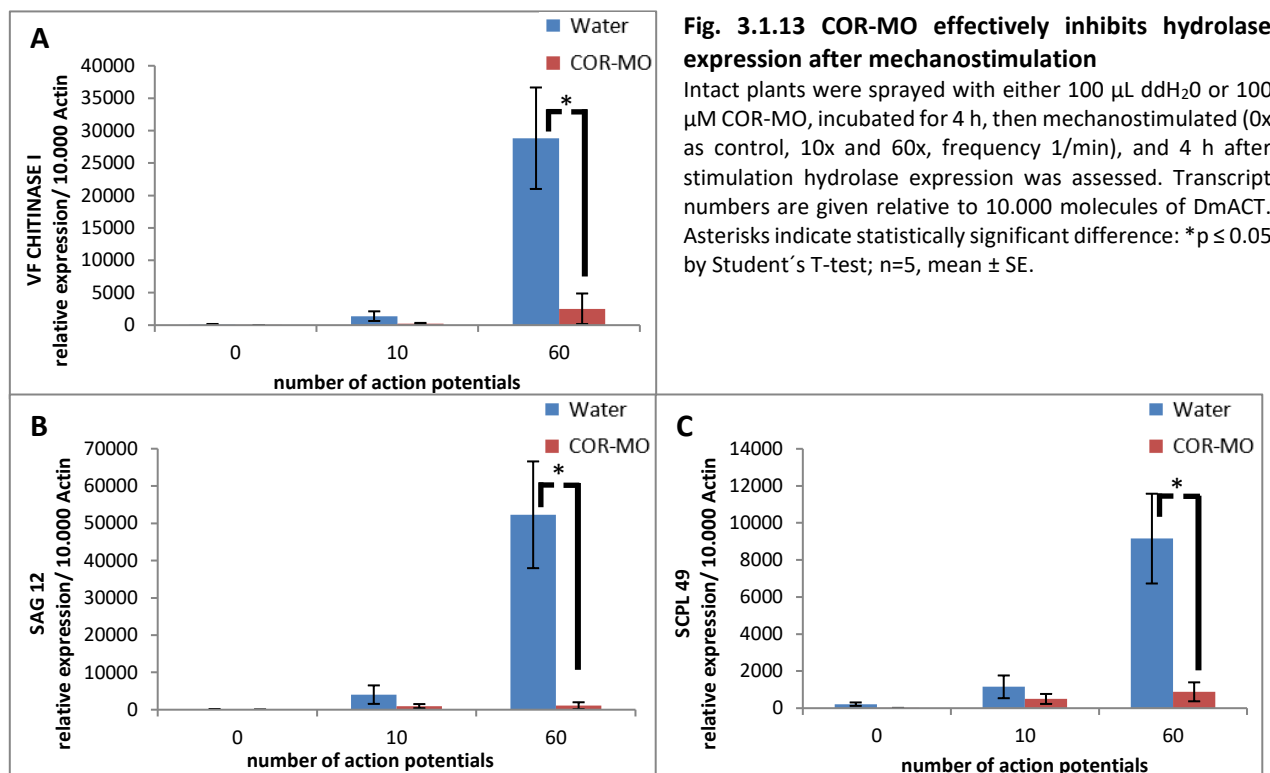 A
Water
COR-MO
40000
35000
30000
25000
20000
15000
10000
5000
0
*
VF CHITINASE I
relative expression/ 10.000 Actin
0 10 60
number of action potentials
Fig. 3.1.13 COR-MO effectively inhibits hydrolase
expression after mechanostimulation
Intact plants were sprayed with either 100 µL ddH₂0 or 100
µM COR-MO, incubated for 4 h, then mechanostimulated (0x
as control, 10x and 60x, frequency 1/min), and 4 h after
stimulation hydrolase expression was assessed. Transcript
numbers are given relative to 10.000 molecules of DmACT.
Asterisks indicate statistically significant difference: *p ≤ 0.05
by Student´s T-test; n=5, mean ± SE.
B
Water
COR-MO
70000
60000
50000
40000
30000
20000
10000
0
*
SAG 12
relative expression/ 10.000 Actin
0 10 60
number of action potentials
C
Water
COR-MO
14000
12000
10000
8000
6000
4000
2000
0
*
SCPL 49
relative expression/ 10.000 Actin
0 10 60
number of action potentials